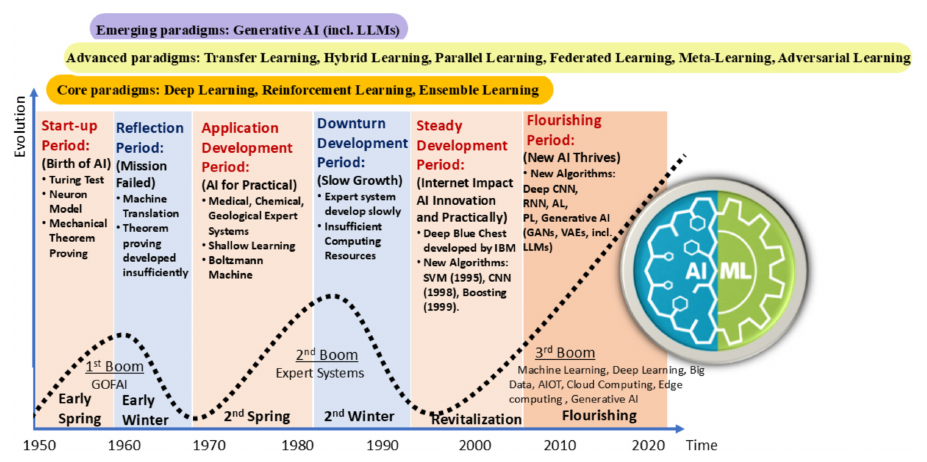 Emerging paradigms: Generative AI (incl. LLMs)
Advanced paradigms: Transfer Learning, Hybrid Learning, Parallel Learning, Federated Learning, Meta-Learning, Adversarial Learning
Core paradigms: Deep Learning, Reinforcement Learning, Ensemble Learning
Evolution
Start-up
Period:
(Birth of AI)
• Turing Test
• Neuron
Model
• Mechanical
Theorem
Proving
Reflection
Period:
(Mission
Failed)
• Machine
Translation
• Theorem
proving
developed
insufficiently
Application
Development
Period:
(AI for Practical)
• Medical, Chemical,
Geological Expert
Systems
• Shallow Learning
• Boltzmann
Machine
Downturn
Development
Period:
(Slow Growth)
• Expert system
develop slowly
• Insufficient
Computing
Resources
Steady
Development
Period:
(Internet Impact
AI Innovation
and Practically)
• Deep Blue Chest
developed by IBM
• New Algorithms:
SVM (1995), CNN
(1998), Boosting
(1999).
Flourishing
Period:
(New AI Thrives)
• New Algorithms:
Deep CNN,
RNN, AL,
PL, Generative AI
(GANs, VAEs, incl.
LLMs)
AI ML
1st Boom
GOFAI
2nd Boom
Expert Systems
3rd Boom
Machine Learning, Deep Learning, Big
Data, AIOT, Cloud Computing, Edge
computing , Generative AI
Early
Spring
Early
Winter
2nd Spring
2nd Winter
Revitalization
Flourishing
1950 1960 1970 1980 1990 2000 2010 2020 Time